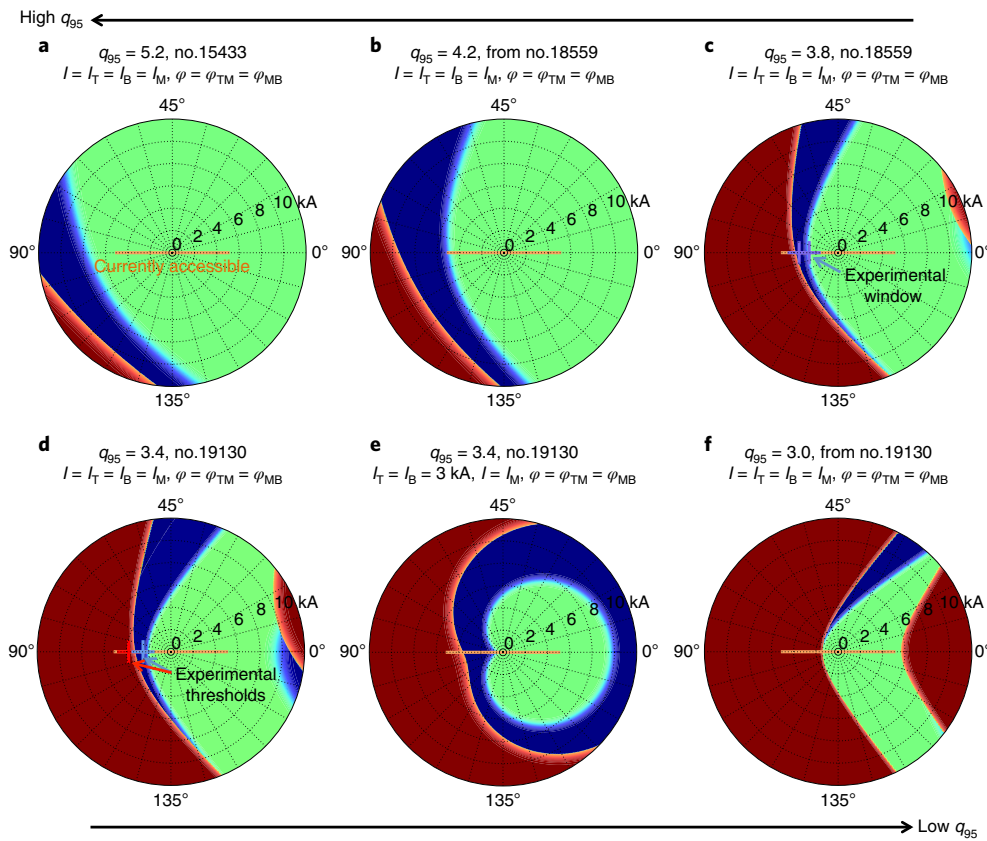 High q95
a
q95 = 5.2, no.15433
I = IT = IB = IM, φ = φTM = φMB
45°
10 kA
8
6
4
2
0
90°
0°
Currently accessible
135°
b
q95 = 4.2, from no.18559
I = IT = IB = IM, φ = φTM = φMB
45°
10 kA
8
6
4
2
0
90°
0°
135°
c
q95 = 3.8, no.18559
I = IT = IB = IM, φ = φTM = φMB
45°
10 kA
8
6
4
2
0
90°
0°
Experimental
window
135°
d
q95 = 3.4, no.19130
I = IT = IB = IM, φ = φTM = φMB
45°
10 kA
8
6
4
2
0
90°
0°
Experimental
thresholds
135°
e
q95 = 3.4, no.19130
IT = IB = 3 kA, I = IM, φ = φTM = φMB
45°
10 kA
8
6
4
2
0
90°
0°
135°
f
q95 = 3.0, from no.19130
I = IT = IB = IM, φ = φTM = φMB
45°
10 kA
8
6
4
2
0
90°
0°
135°
Low q95